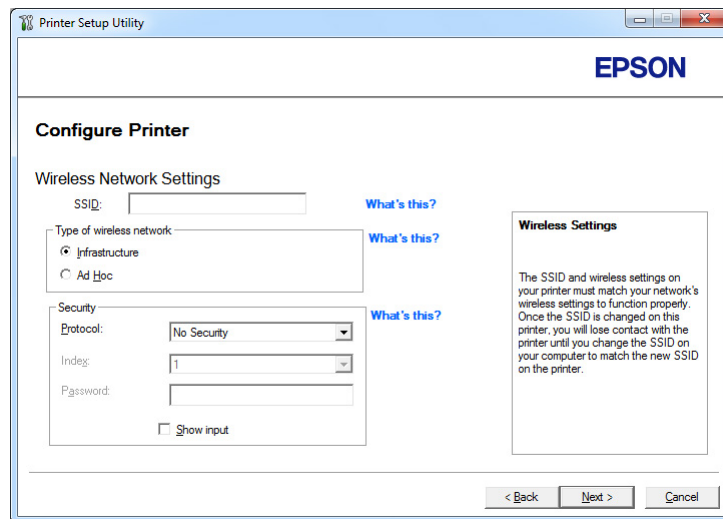 Printer Setup Utility
EPSON
Configure Printer
Wireless Network Settings
SSID:
What's this?
Type of wireless network
What's this?
Infrastructure
Ad Hoc
Security
What's this?
Protocol:
No Security
Index:
1
Password:
Show input
Wireless Settings
The SSID and wireless settings on
your printer must match your network's
wireless settings to function properly.
Once the SSID is changed on this
printer, you will lose contact with the
printer until you change the SSID on
your computer to match the new SSID
on the printer.
< Back
Next >
Cancel